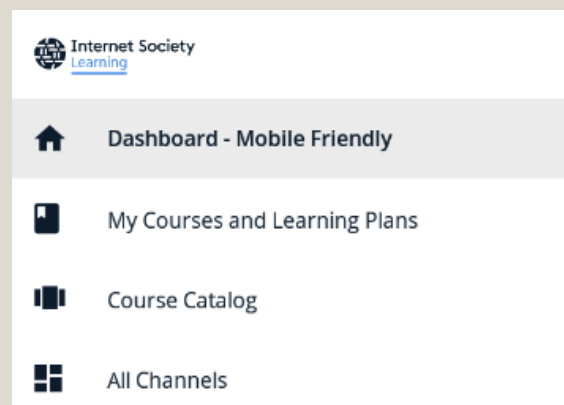 Internet Society
Learning
Dashboard - Mobile Friendly
My Courses and Learning Plans
Course Catalog
All Channels